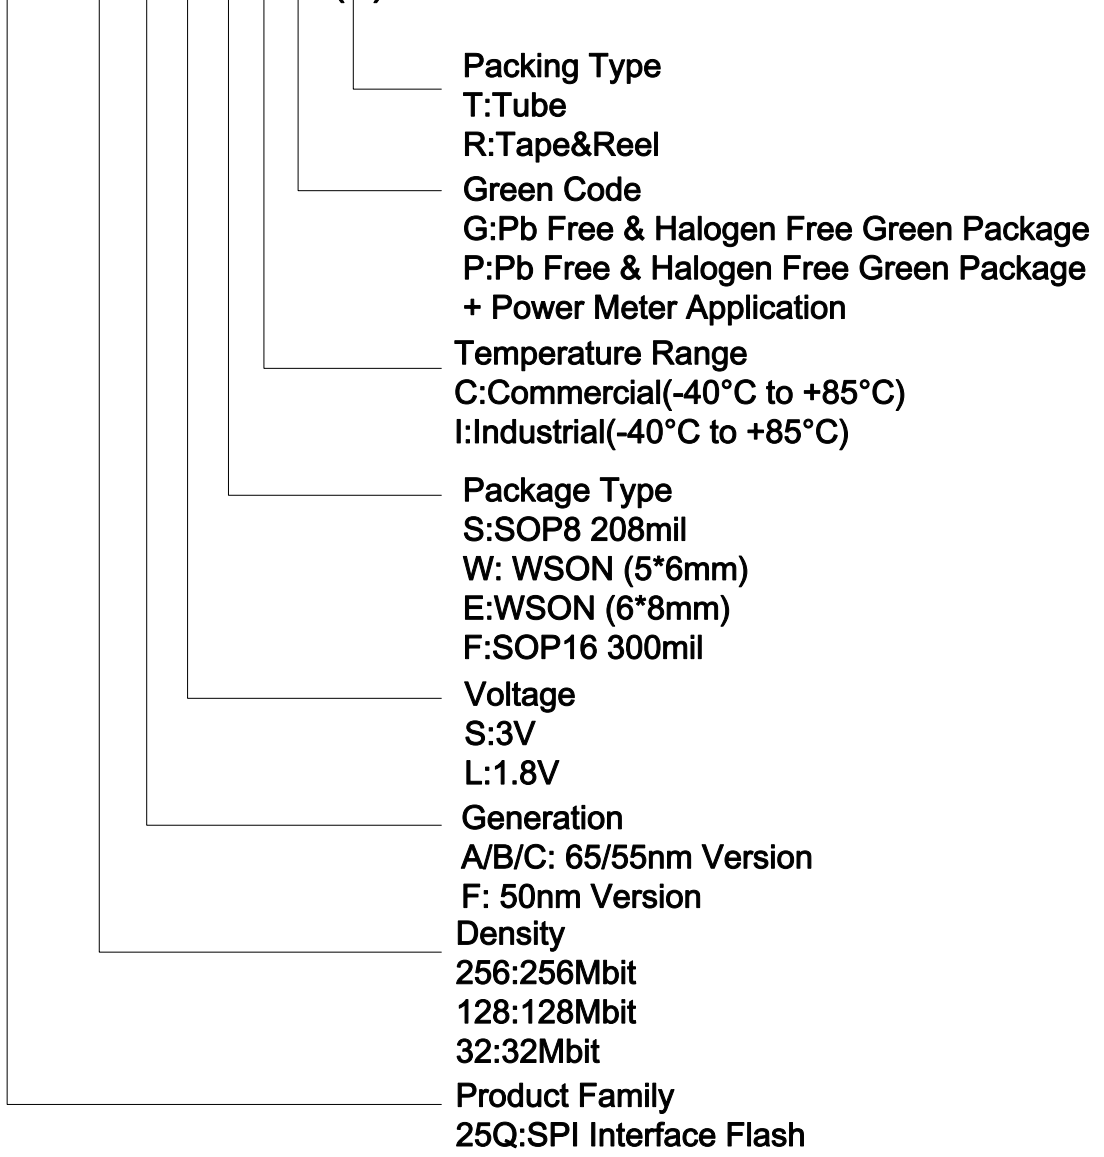 Packing Type
T:Tube
R:Tape&Reel
Green Code
G:Pb Free & Halogen Free Green Package
P:Pb Free & Halogen Free Green Package
+ Power Meter Application
Temperature Range
C:Commercial(-40°C to +85°C)
I:Industrial(-40°C to +85°C)
Package Type
S:SOP8 208mil
W: WSON (5*6mm)
E:WSON (6*8mm)
F:SOP16 300mil
Voltage
S:3V
L:1.8V
Generation
A/B/C: 65/55nm Version
F: 50nm Version
Density
256:256Mbit
128:128Mbit
32:32Mbit
Product Family
25Q:SPI Interface Flash